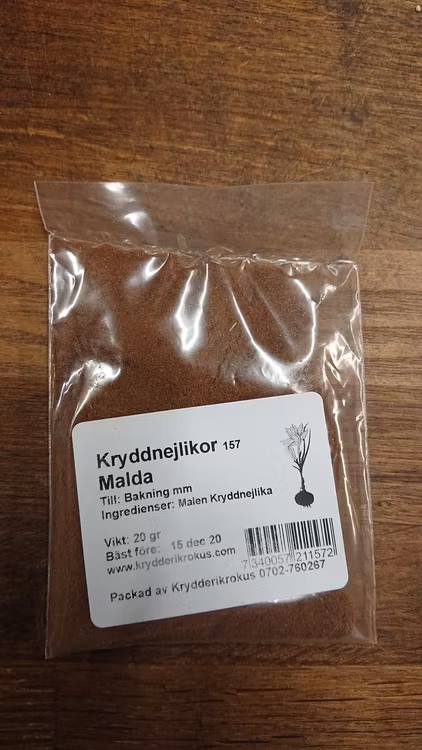 Kryddnejlikor 157
Malda
Till: Bakning mm
Ingredienser: Malen Kryddnejlika
Vikt: 20 gr
Bäst före: 15 dec 20
www.krydderikrokus.com
7 340057 211572
Packad av Krydderikrokus 0702-760267